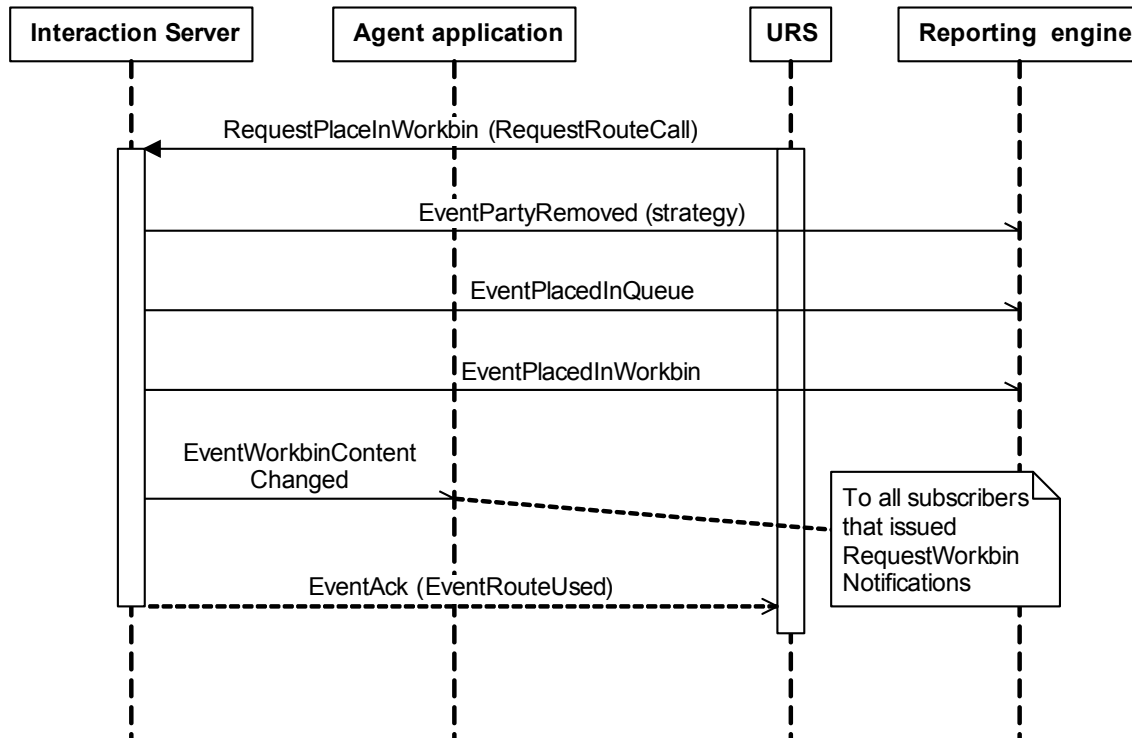 Interaction Server
Agent application
URS
Reporting engine
RequestPlaceInWorkbin (RequestRouteCall)
EventPartyRemoved (strategy)
EventPlacedInQueue
EventPlacedInWorkbin
EventWorkbinContent
Changed
To all subscribers
that issued
RequestWorkbin
Notifications
EventAck (EventRouteUsed)